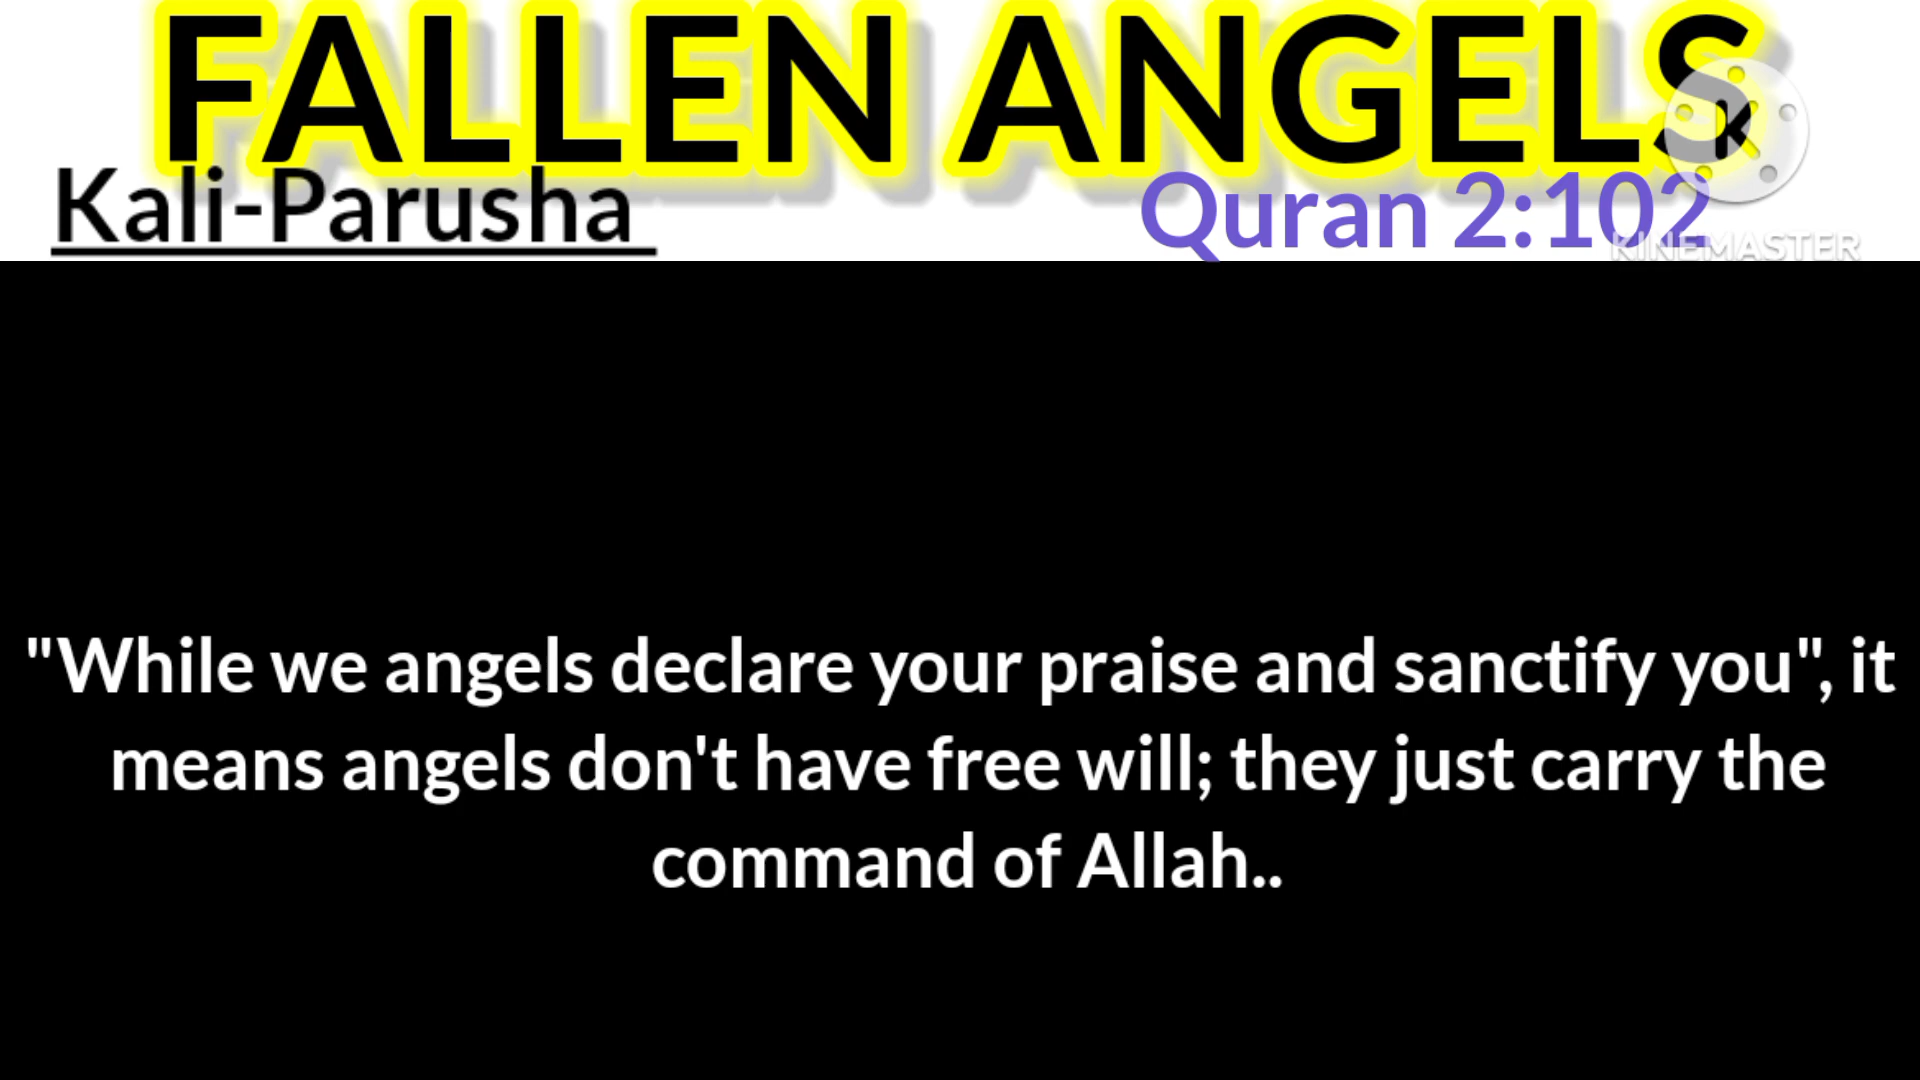 FALLEN ANGELS
Kali-Parusha
Quran 2:102
KINEMASTER
"While we angels declare your praise and sanctify you", it
means angels don't have free will; they just carry the
command of Allah..